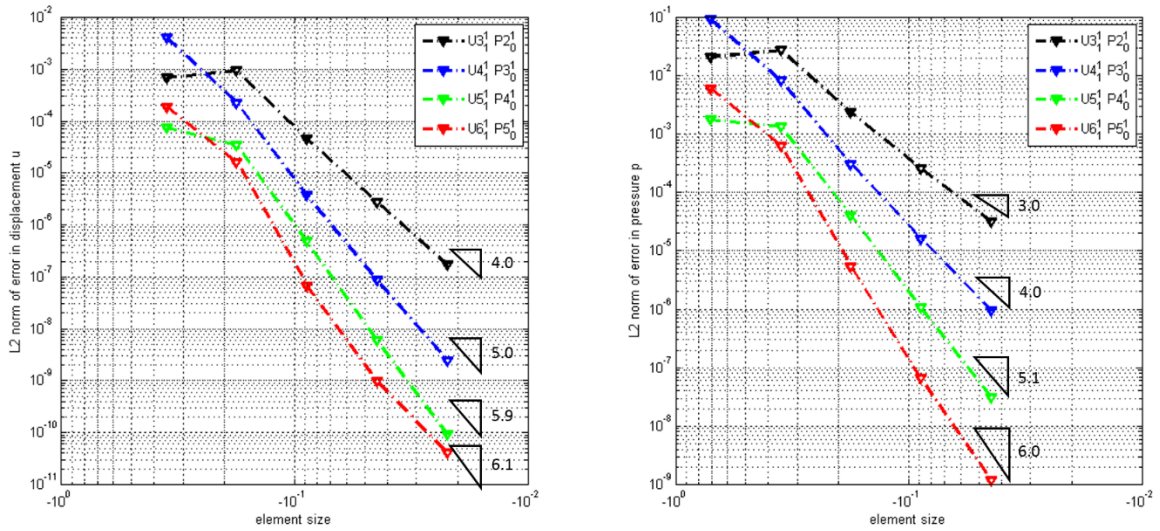 L2 norm of error in displacement u
10^-2
10^-3
10^-4
10^-5
10^-6
10^-7
10^-8
10^-9
10^-10
10^-11
-10^0
-10^-1
-10^-2
element size
U3^1_1 P2^1_0
U4^1_1 P3^1_0
U5^1_1 P4^1_0
U6^1_1 P5^1_0
4.0
5.0
5.9
6.1
L2 norm of error in pressure p
10^-1
10^-2
10^-3
10^-4
10^-5
10^-6
10^-7
10^-8
10^-9
-10^0
-10^-1
-10^-2
element size
U3^1_1 P2^1_0
U4^1_1 P3^1_0
U5^1_1 P4^1_0
U6^1_1 P5^1_0
3.0
4.0
5.1
6.0